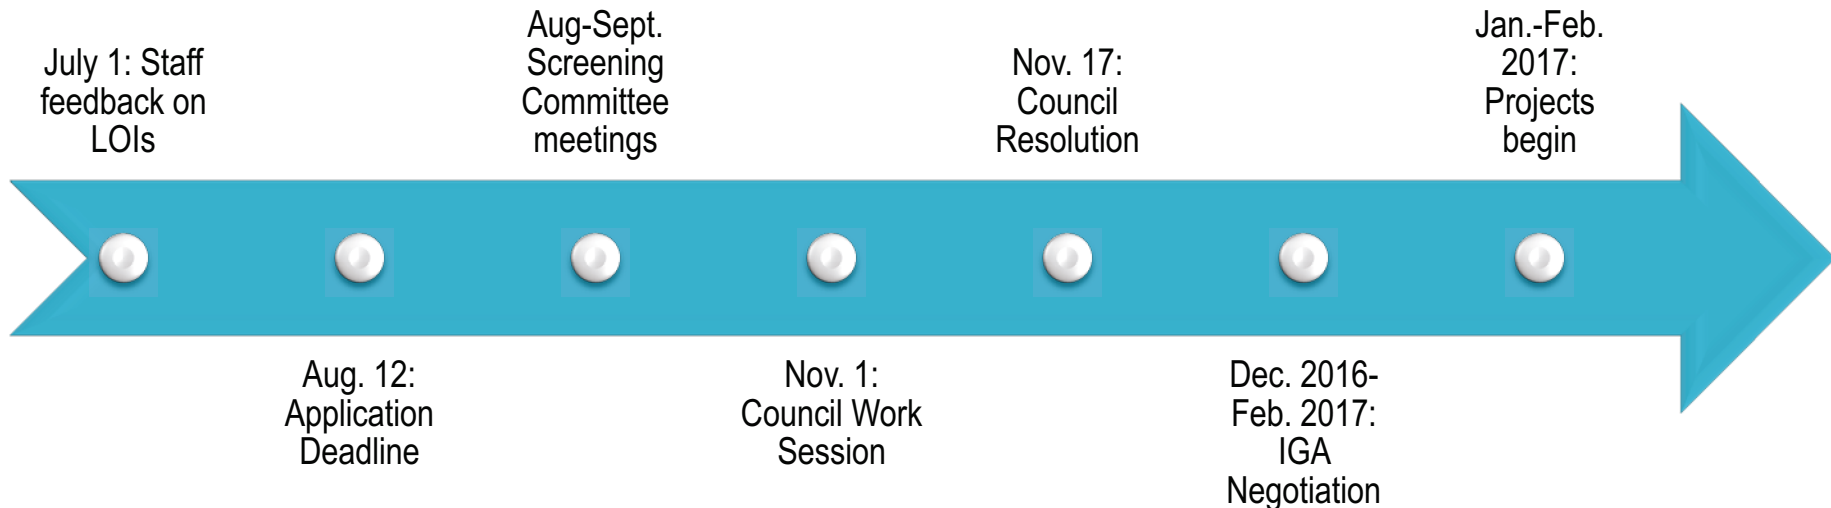 July 1: Staff
feedback on
LOIs
Aug. 12:
Application
Deadline
Aug-Sept.
Screening
Committee
meetings
Nov. 1:
Council Work
Session
Nov. 17:
Council
Resolution
Dec. 2016-
Feb. 2017:
IGA
Negotiation
Jan.-Feb.
2017:
Projects
begin